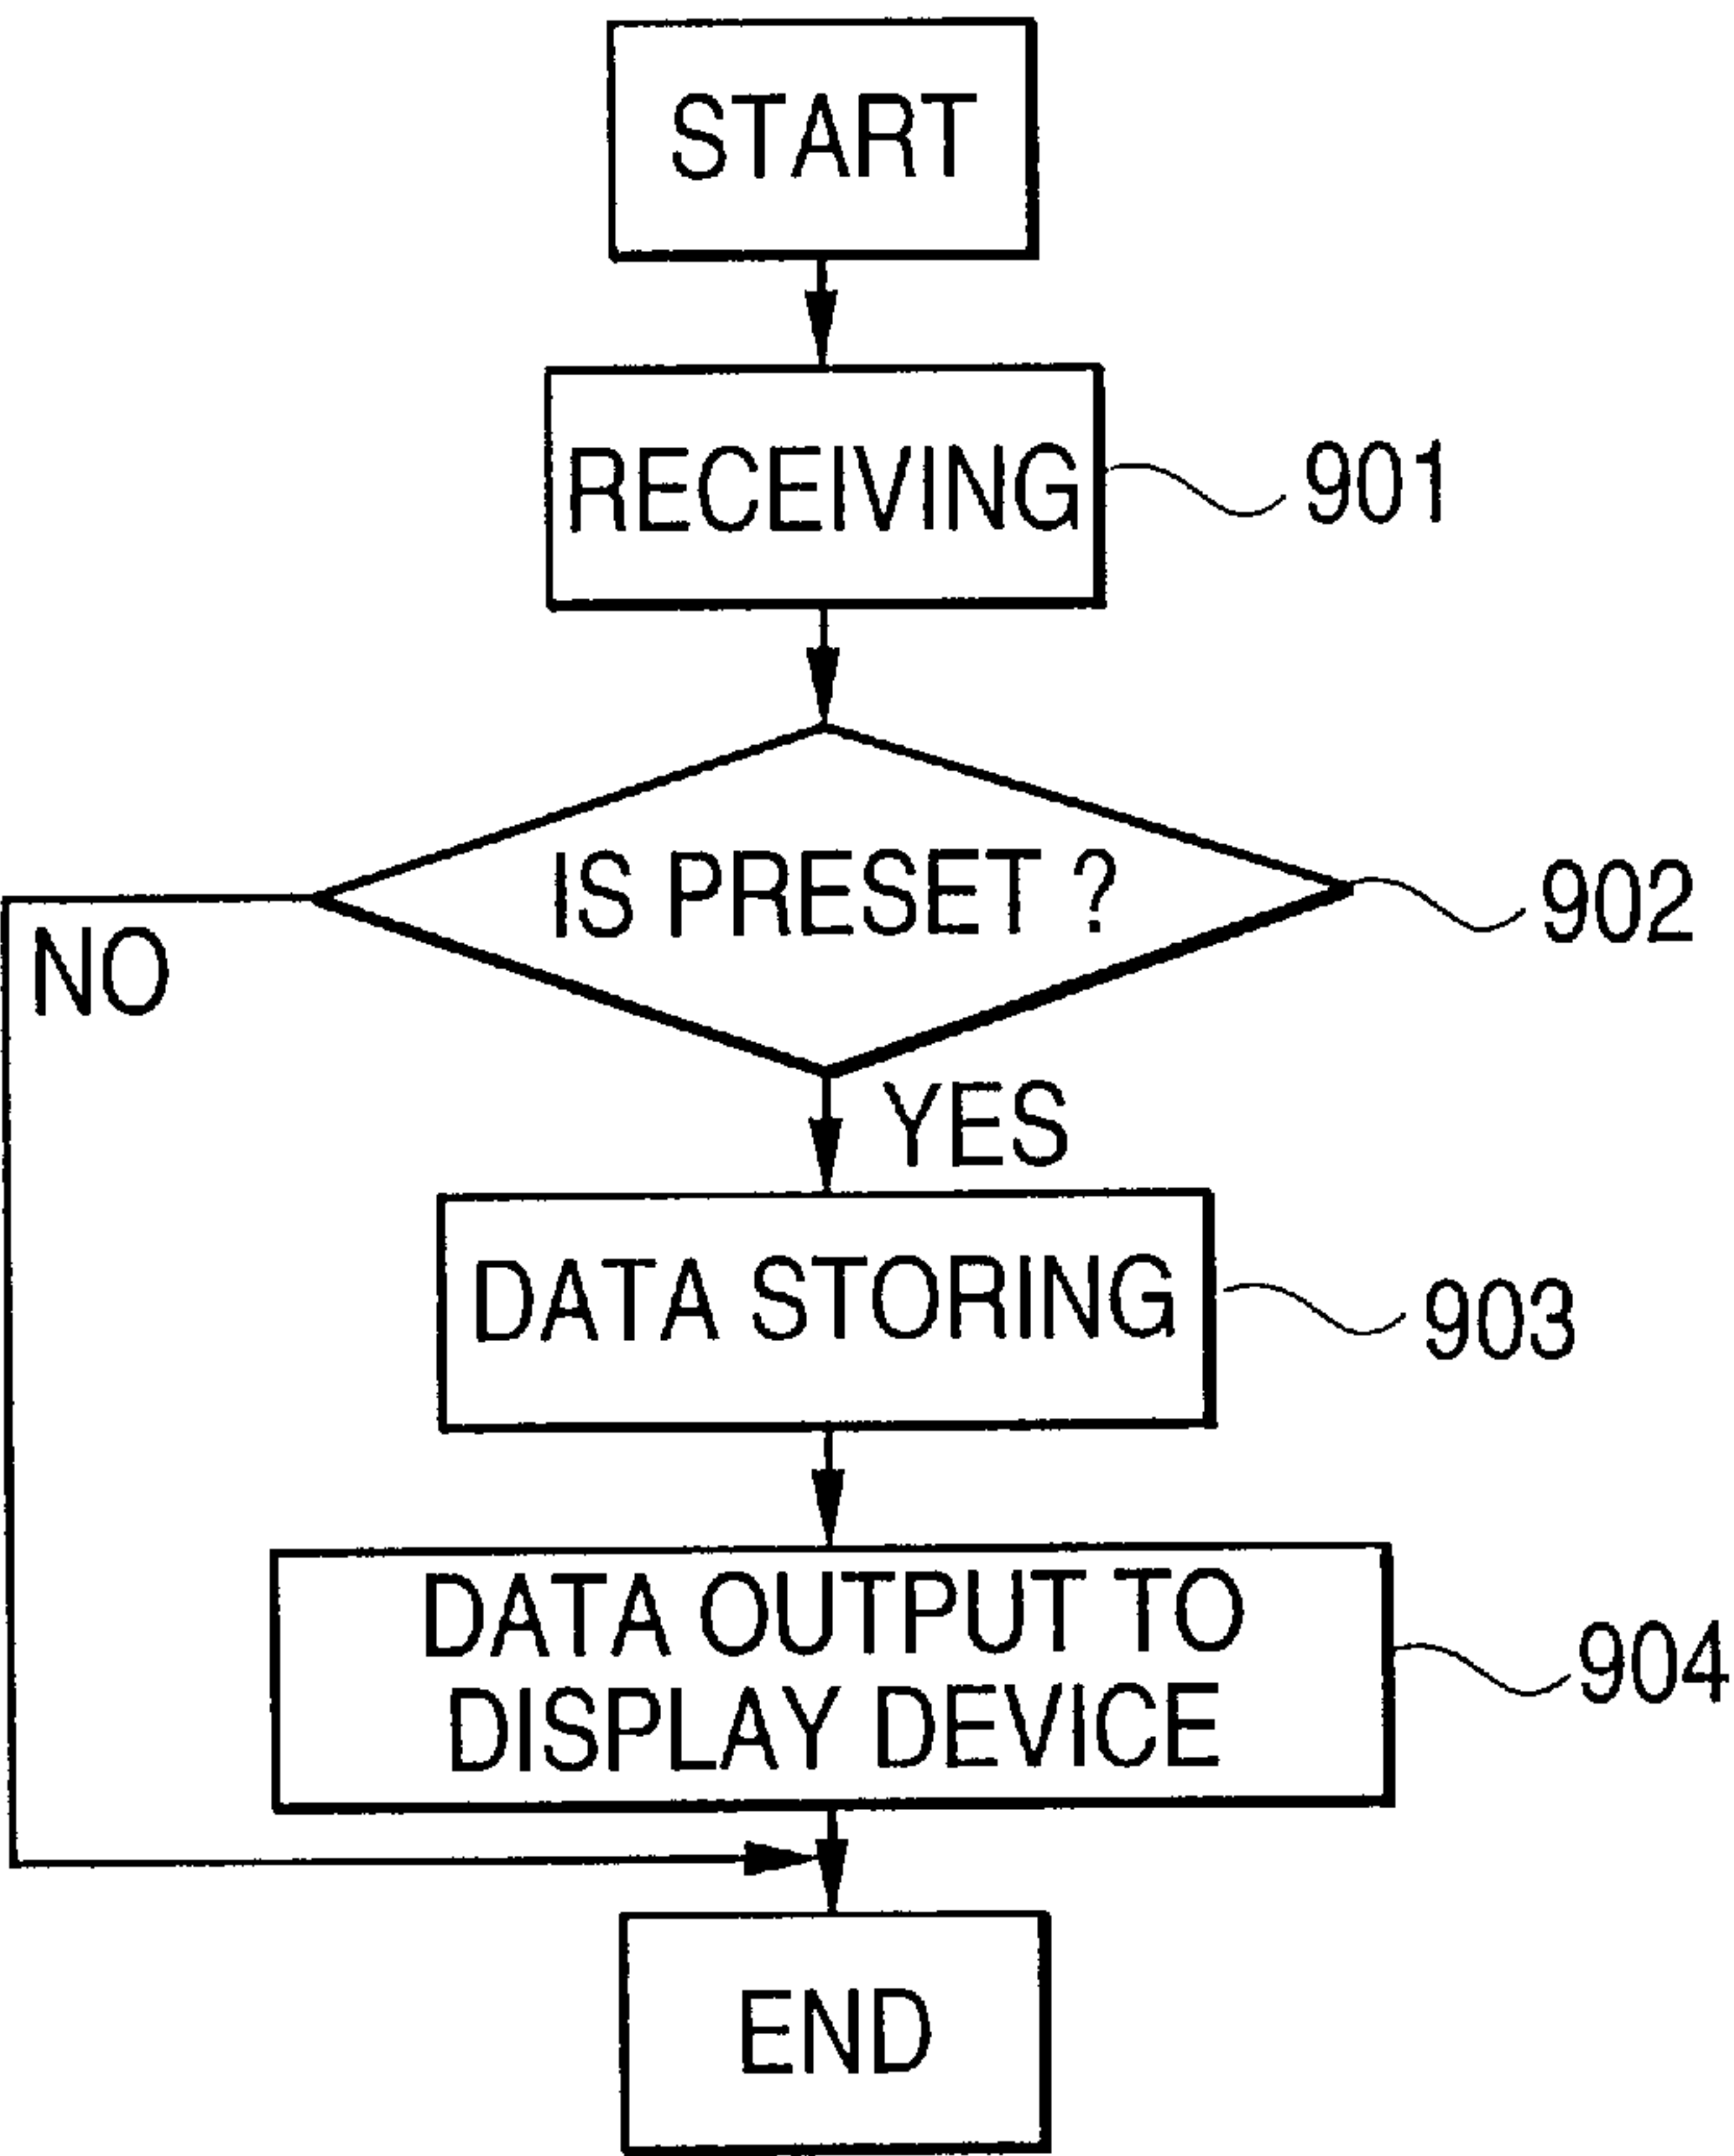 START
RECEIVING
901
IS PRESET ?
902
NO
YES
DATA STORING
903
DATA OUTPUT TO
DISPLAY DEVICE
904
END